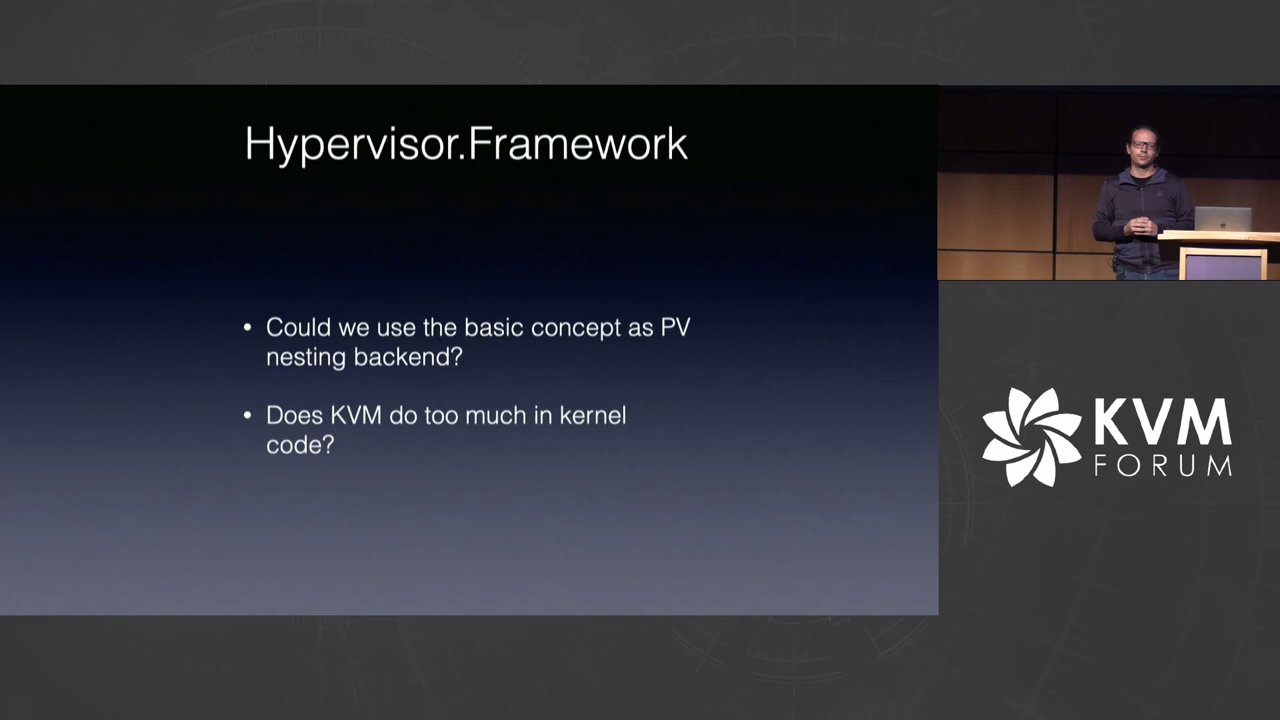 Hypervisor.Framework
• Could we use the basic concept as PV
nesting backend?
• Does KVM do too much in kernel
code?
KVM
FORUM